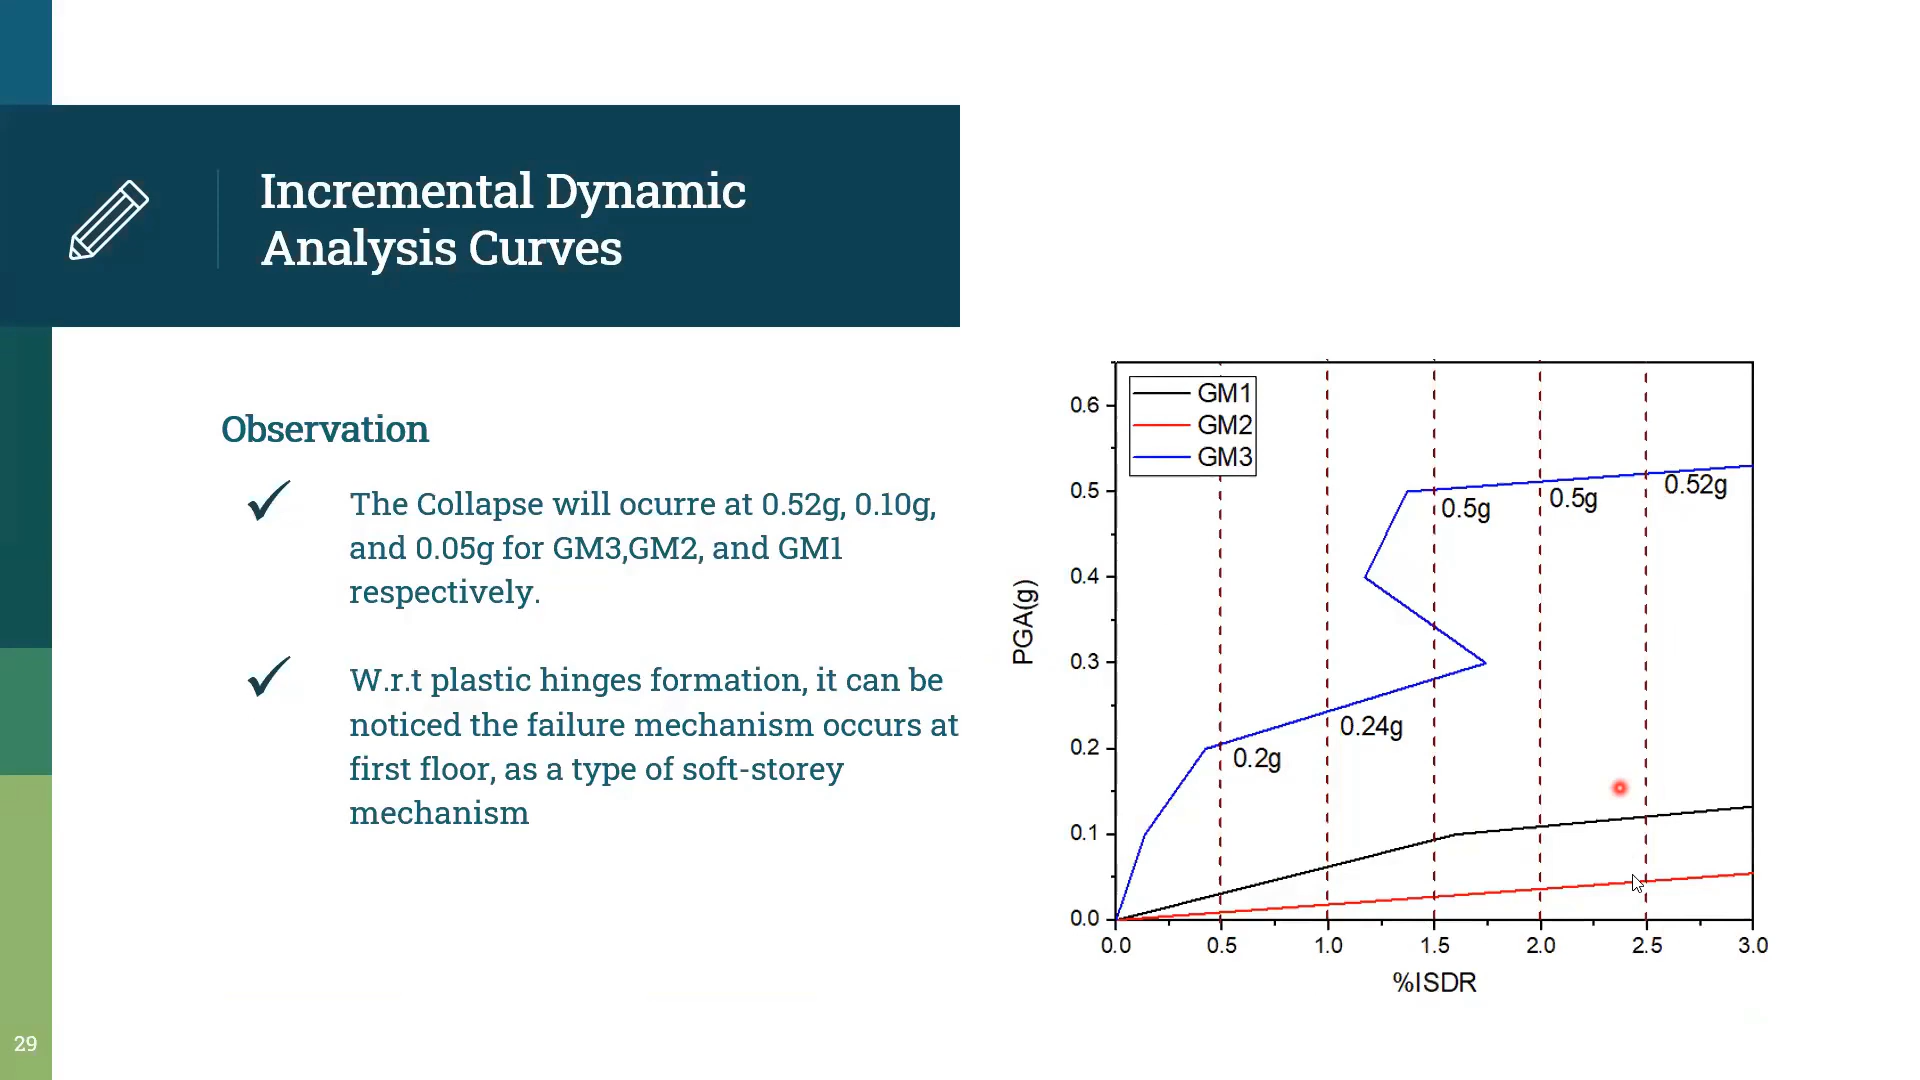 Incremental Dynamic
Analysis Curves
Observation
The Collapse will ocurre at 0.52g, 0.10g,
and 0.05g for GM3,GM2, and GM1
respectively.
W.r.t plastic hinges formation, it can be
noticed the failure mechanism occurs at
first floor, as a type of soft-storey
mechanism
29
GM1
GM2
GM3
0.6
0.5
0.4
0.3
0.2
0.1
0.0
PGA(g)
0.5g
0.5g
0.52g
0.24g
0.2g
0.0 0.5 1.0 1.5 2.0 2.5 3.0
%ISDR